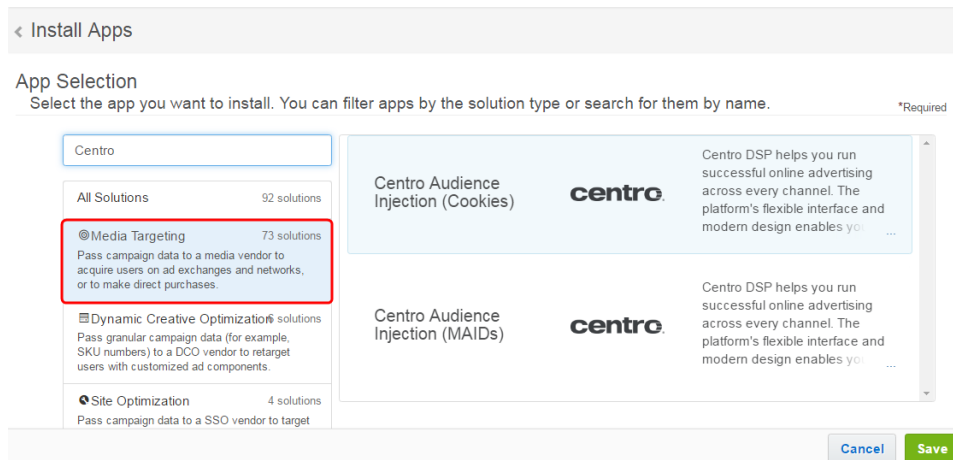 Install Apps
App Selection
Select the app you want to install. You can filter apps by the solution type or search for them by name.
*Required
Centro
All Solutions 92 solutions
Media Targeting 73 solutions
Pass campaign data to a media vendor to
acquire users on ad exchanges and networks,
or to make direct purchases.
Dynamic Creative Optimization 6 solutions
Pass granular campaign data (for example,
SKU numbers) to a DCO vendor to retarget
users with customized ad components.
Site Optimization 4 solutions
Pass campaign data to a SSO vendor to target
Centro Audience
Injection (Cookies)
centro
Centro DSP helps you run
successful online advertising
across every channel. The
platform's flexible interface and
modern design enables you ...
Centro Audience
Injection (MAIDs)
centro
Centro DSP helps you run
successful online advertising
across every channel. The
platform's flexible interface and
modern design enables you ...
Cancel Save